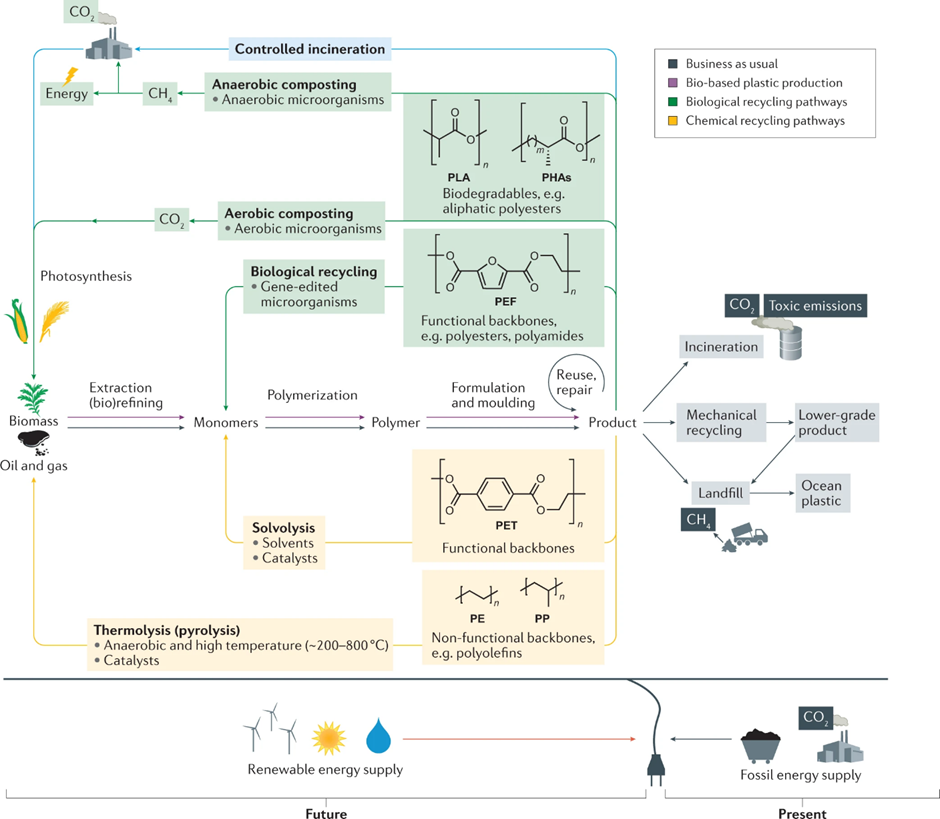 CO2
Controlled incineration
Business as usual
Bio-based plastic production
Biological recycling pathways
Chemical recycling pathways
Energy
CH4
Anaerobic composting
• Anaerobic microorganisms
O
O
n
PLA
m
O
O
n
PHAs
Biodegradables, e.g.
aliphatic polyesters
CO2
Aerobic composting
• Aerobic microorganisms
Photosynthesis
Biological recycling
• Gene-edited
microorganisms
O
O
O
O
O
n
PEF
Functional backbones,
e.g. polyesters, polyamides
CO2
Toxic emissions
Incineration
Reuse,
repair
Extraction
(bio)refining
Polymerization
Formulation
and moulding
Biomass
Monomers
Polymer
Product
Mechanical
recycling
Lower-grade
product
Oil and gas
Landfill
Ocean
plastic
CH4
O
O
O
O
n
PET
Functional backbones
Solvolysis
• Solvents
• Catalysts
n
PE
n
PP
Non-functional backbones,
e.g. polyolefins
Thermolysis (pyrolysis)
• Anaerobic and high temperature (~200–800 °C)
• Catalysts
CO2
Renewable energy supply
Fossil energy supply
Future
Present